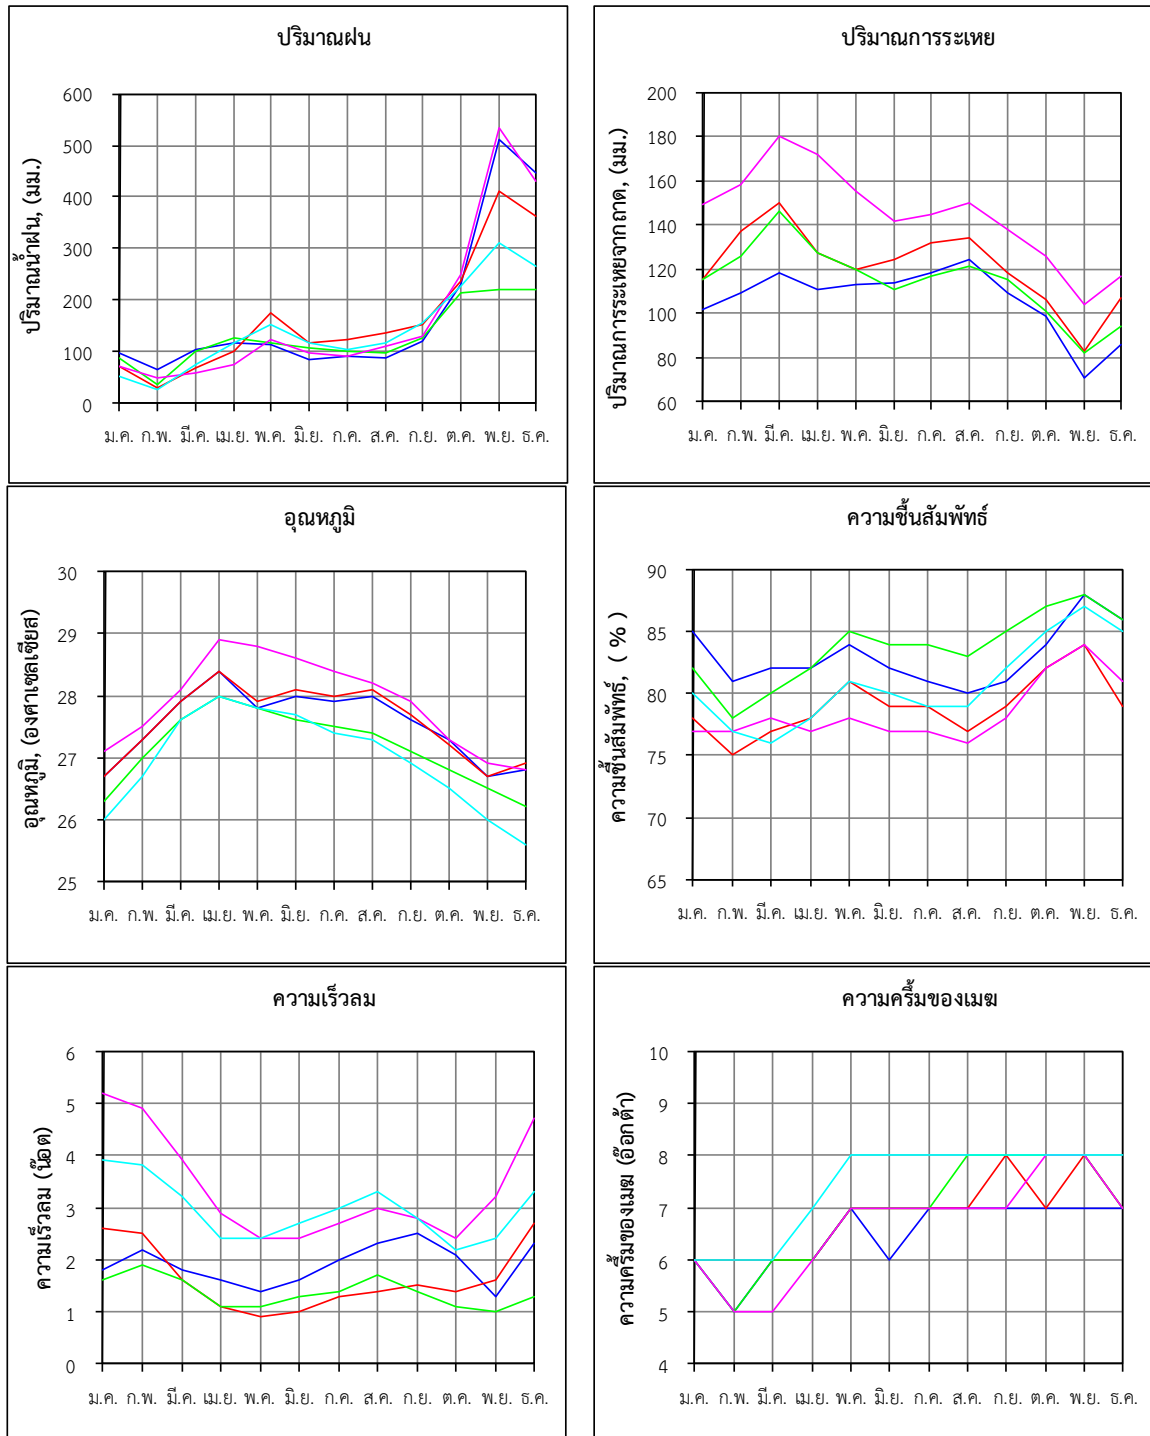 ปริมาณฝน
ปริมาณน้ำฝน, (มม.)
600
500
400
300
200
100
0
ม.ค. ก.พ. มี.ค. เม.ย. พ.ค. มิ.ย. ก.ค. ส.ค. ก.ย. ต.ค. พ.ย. ธ.ค.
ปริมาณการระเหย
ปริมาณการระเหยจากถาด, (มม.)
200
180
160
140
120
100
80
60
ม.ค. ก.พ. มี.ค. เม.ย. พ.ค. มิ.ย. ก.ค. ส.ค. ก.ย. ต.ค. พ.ย. ธ.ค.
อุณหภูมิ
อุณหภูมิ, (องศาเซลเซียส)
30
29
28
27
26
25
ม.ค. ก.พ. มี.ค. เม.ย. พ.ค. มิ.ย. ก.ค. ส.ค. ก.ย. ต.ค. พ.ย. ธ.ค.
ความชื้นสัมพัทธ์
ความชื้นสัมพัทธ์, ( % )
90
85
80
75
70
65
ม.ค. ก.พ. มี.ค. เม.ย. พ.ค. มิ.ย. ก.ค. ส.ค. ก.ย. ต.ค. พ.ย. ธ.ค.
ความเร็วลม
ความเร็วลม (น๊อต)
6
5
4
3
2
1
0
ม.ค. ก.พ. มี.ค. เม.ย. พ.ค. มิ.ย. ก.ค. ส.ค. ก.ย. ต.ค. พ.ย. ธ.ค.
ความครึ้มของเมฆ
ความครึ้มของเมฆ (อ๊อกต้า)
10
9
8
7
6
5
4
ม.ค. ก.พ. มี.ค. เม.ย. พ.ค. มิ.ย. ก.ค. ส.ค. ก.ย. ต.ค. พ.ย. ธ.ค.